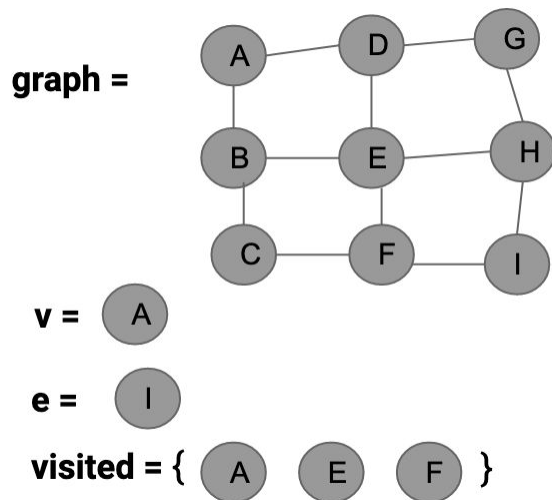 A D G
graph =
B E H
C F I
v = A
e = I
visited = { A E F }